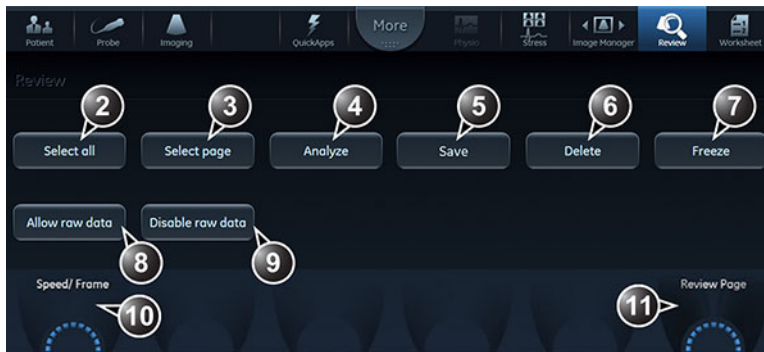 More
Patient Probe Imaging QuickApps Physio Stress Image Manager Review Worksheet
Review
2 3 4 5 6 7
Select all Select page Analyze Save Delete Freeze
Allow raw data Disable raw data
8 9
Speed/ Frame Review Page
10 11